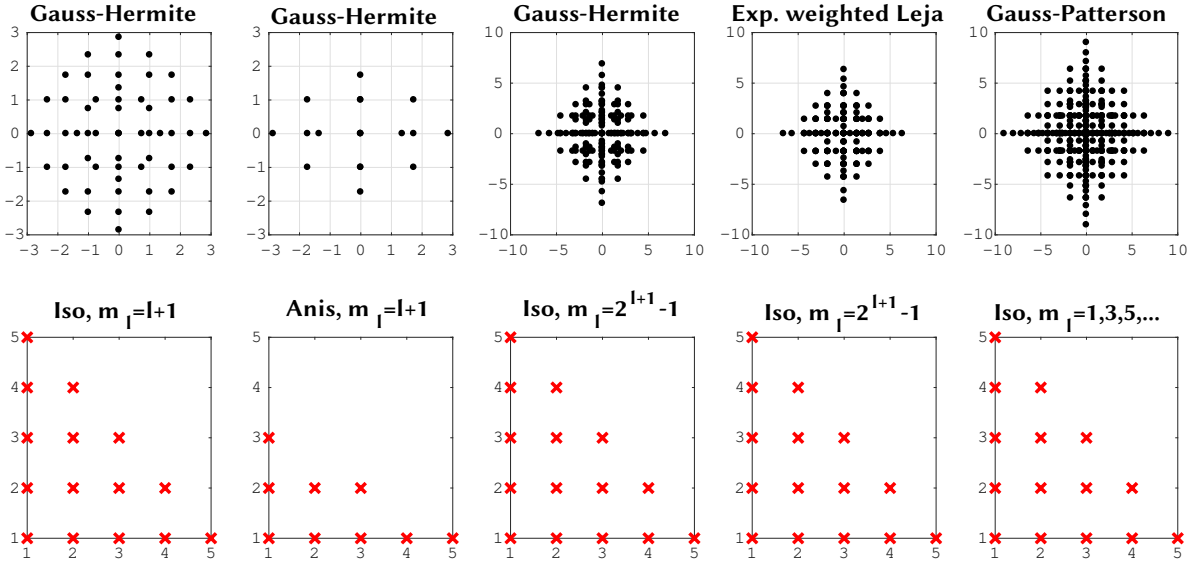 Gauss-Hermite Gauss-Hermite Gauss-Hermite Exp. weighted Leja Gauss-Patterson
3 3 10 10 10
2 2
1 1 5 5 5
0 0 0 0 0
-1 -1
-2 -2 -5 -5 -5
-3 -3 -10 -10 -10
-3 -2 -1 0 1 2 3 -3 -2 -1 0 1 2 3 -10 -5 0 5 10 -10 -5 0 5 10 -10 -5 0 5 10
Iso, m_l=l+1 Anis, m_l=l+1 Iso, m_l=2^{l+1}-1 Iso, m_l=2^{l+1}-1 Iso, m_l=1,3,5,...
5 5 5 5 5
4 4 4 4 4
3 3 3 3 3
2 2 2 2 2
1 1 1 1 1
1 2 3 4 5 1 2 3 4 5 1 2 3 4 5 1 2 3 4 5 1 2 3 4 5